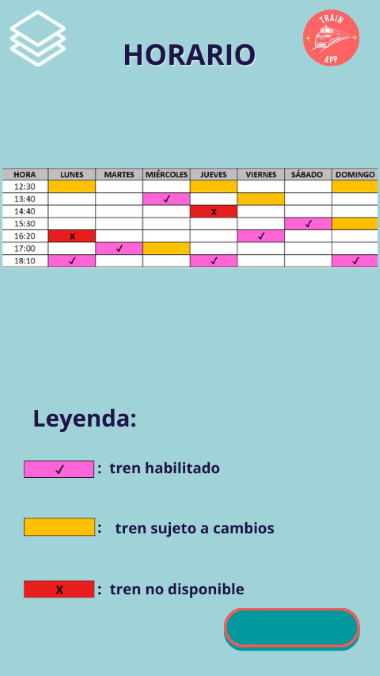 TRAIN
APP
HORARIO
HORA LUNES MARTES MIÉRCOLES JUEVES VIERNES SÁBADO DOMINGO
12:30
13:40 ✓
14:40 X
15:30 ✓
16:20 X ✓
17:00 ✓
18:10 ✓ ✓ ✓
Leyenda:
✓ : tren habilitado
: tren sujeto a cambios
X : tren no disponible